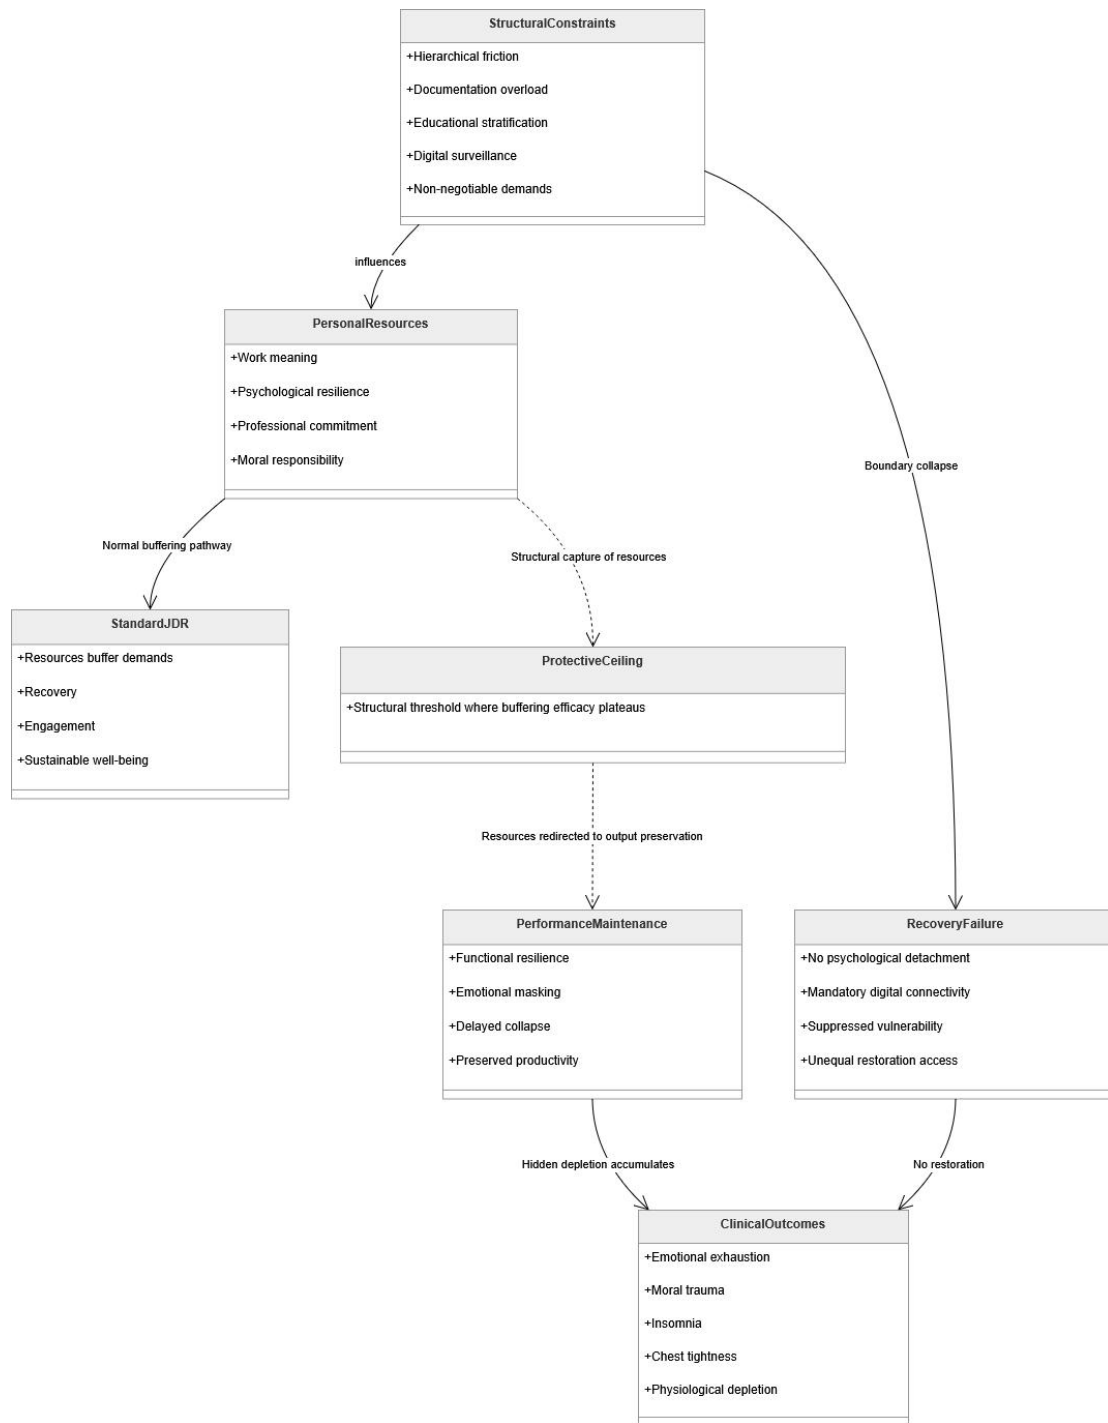 StructuralConstraints
+Hierarchical friction
+Documentation overload
+Educational stratification
+Digital surveillance
+Non-negotiable demands
influences
PersonalResources
+Work meaning
+Psychological resilience
+Professional commitment
+Moral responsibility
Boundary collapse
Normal buffering pathway
Structural capture of resources
StandardJDR
+Resources buffer demands
+Recovery
+Engagement
+Sustainable well-being
ProtectiveCeiling
+Structural threshold where buffering efficacy plateaus
Resources redirected to output preservation
PerformanceMaintenance
+Functional resilience
+Emotional masking
+Delayed collapse
+Preserved productivity
RecoveryFailure
+No psychological detachment
+Mandatory digital connectivity
+Suppressed vulnerability
+Unequal restoration access
Hidden depletion accumulates
No restoration
ClinicalOutcomes
+Emotional exhaustion
+Moral trauma
+Insomnia
+Chest tightness
+Physiological depletion